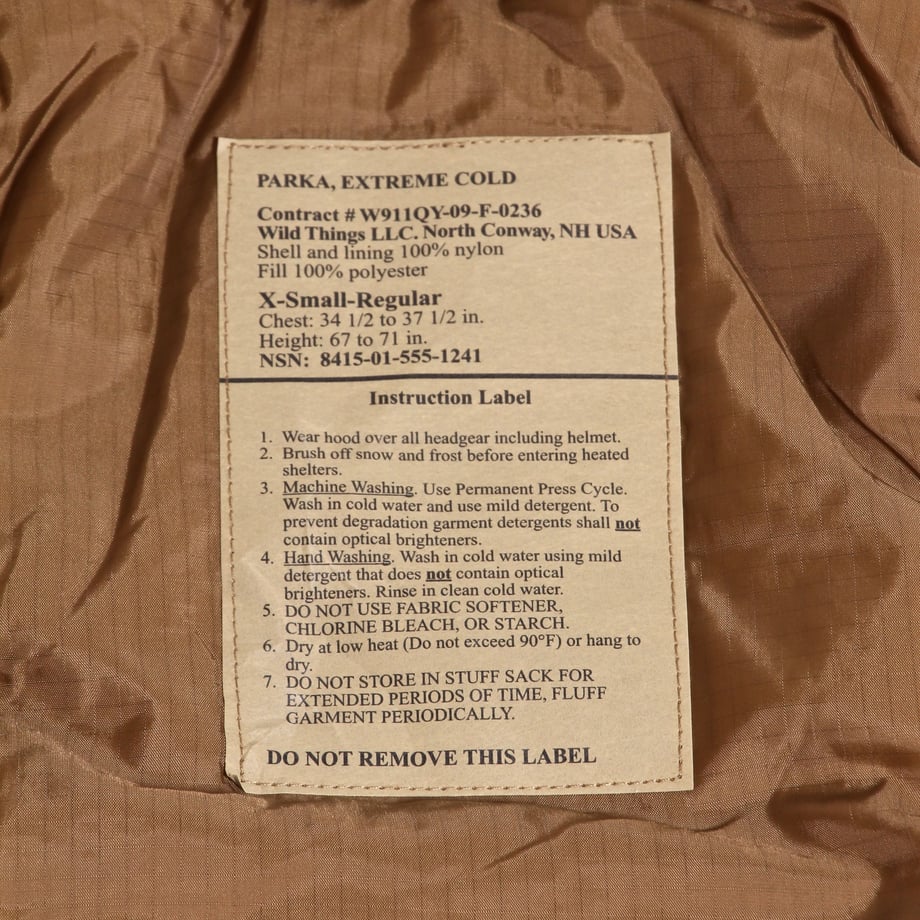 PARKA, EXTREME COLD
Contract # W911QY-09-F-0236
Wild Things LLC. North Conway, NH USA
Shell and lining 100% nylon
Fill 100% polyester
X-Small-Regular
Chest: 34 1/2 to 37 1/2 in.
Height: 67 to 71 in.
NSN: 8415-01-555-1241
Instruction Label
1. Wear hood over all headgear including helmet.
2. Brush off snow and frost before entering heated
shelters.
3. Machine Washing. Use Permanent Press Cycle.
Wash in cold water and use mild detergent. To
prevent degradation garment detergents shall not
contain optical brighteners.
4. Hand Washing. Wash in cold water using mild
detergent that does not contain optical
brighteners. Rinse in clean cold water.
5. DO NOT USE FABRIC SOFTENER,
CHLORINE BLEACH, OR STARCH.
6. Dry at low heat (Do not exceed 90°F) or hang to
dry.
7. DO NOT STORE IN STUFF SACK FOR
EXTENDED PERIODS OF TIME, FLUFF
GARMENT PERIODICALLY.
DO NOT REMOVE THIS LABEL